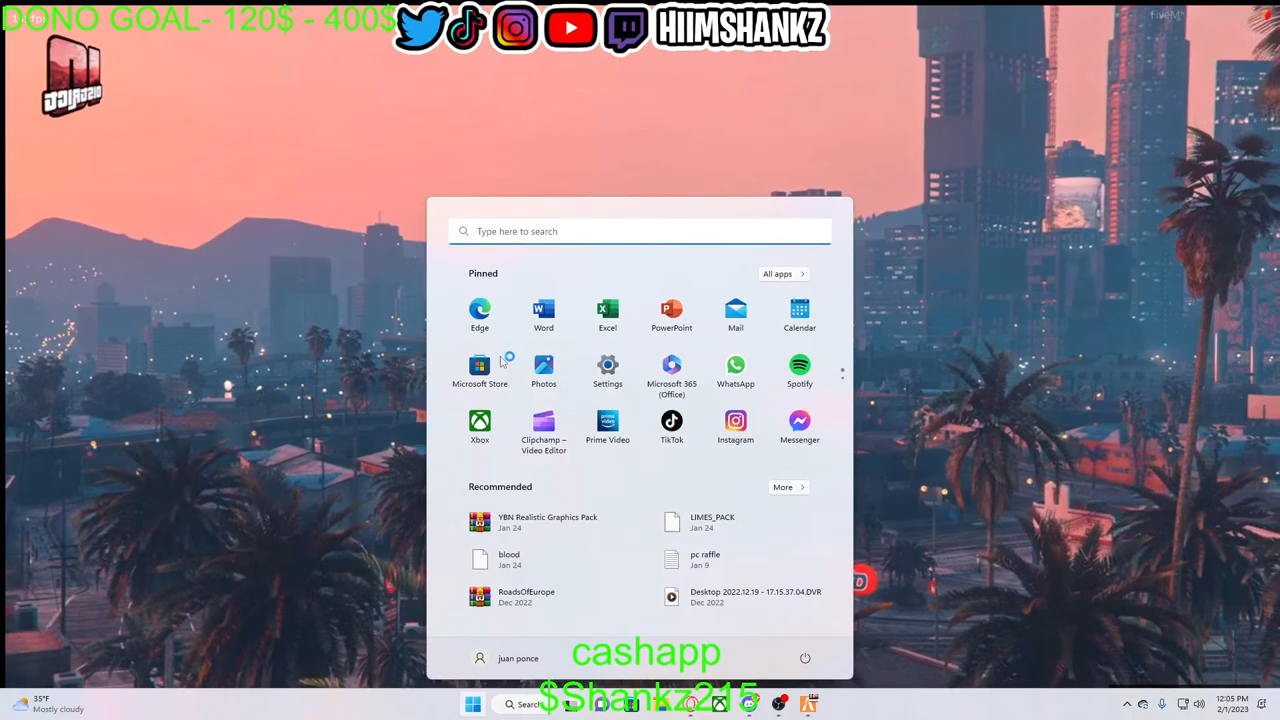 DONO GOAL- 120$ - 400$
HIIMSHANKZ
FiveM
Type here to search
Pinned
All apps
Edge
Word
Excel
PowerPoint
Mail
Calendar
Microsoft Store
Photos
Settings
Microsoft 365
(Office)
WhatsApp
Spotify
Xbox
Clipchamp –
Video Editor
Prime Video
TikTok
Instagram
Messenger
Recommended
More
YBN Realistic Graphics Pack
Jan 24
LIMES_PACK
Jan 24
blood
Jan 24
pc raffle
Jan 9
RoadsOfEurope
Dec 2022
Desktop 2022.12.19 - 17.15.37.04.DVR
Dec 2022
juan ponce
cashapp
$Shankz215
35°F
Mostly cloudy
Search
12:05 PM
2/1/2023